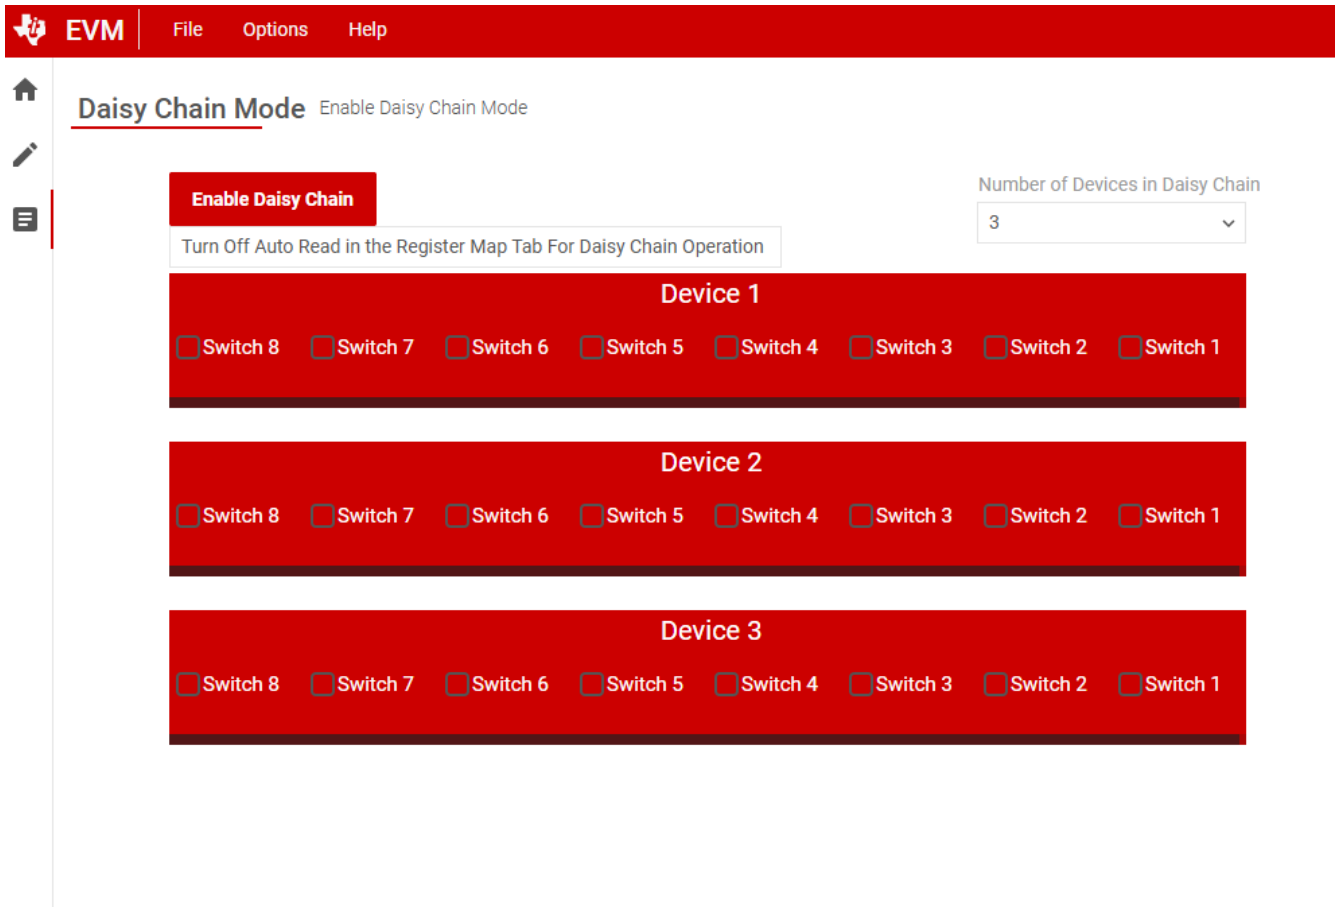 EVM File Options Help
Daisy Chain Mode Enable Daisy Chain Mode
Enable Daisy Chain
Number of Devices in Daisy Chain
3
Turn Off Auto Read in the Register Map Tab For Daisy Chain Operation
Device 1
Switch 8 Switch 7 Switch 6 Switch 5 Switch 4 Switch 3 Switch 2 Switch 1
Device 2
Switch 8 Switch 7 Switch 6 Switch 5 Switch 4 Switch 3 Switch 2 Switch 1
Device 3
Switch 8 Switch 7 Switch 6 Switch 5 Switch 4 Switch 3 Switch 2 Switch 1